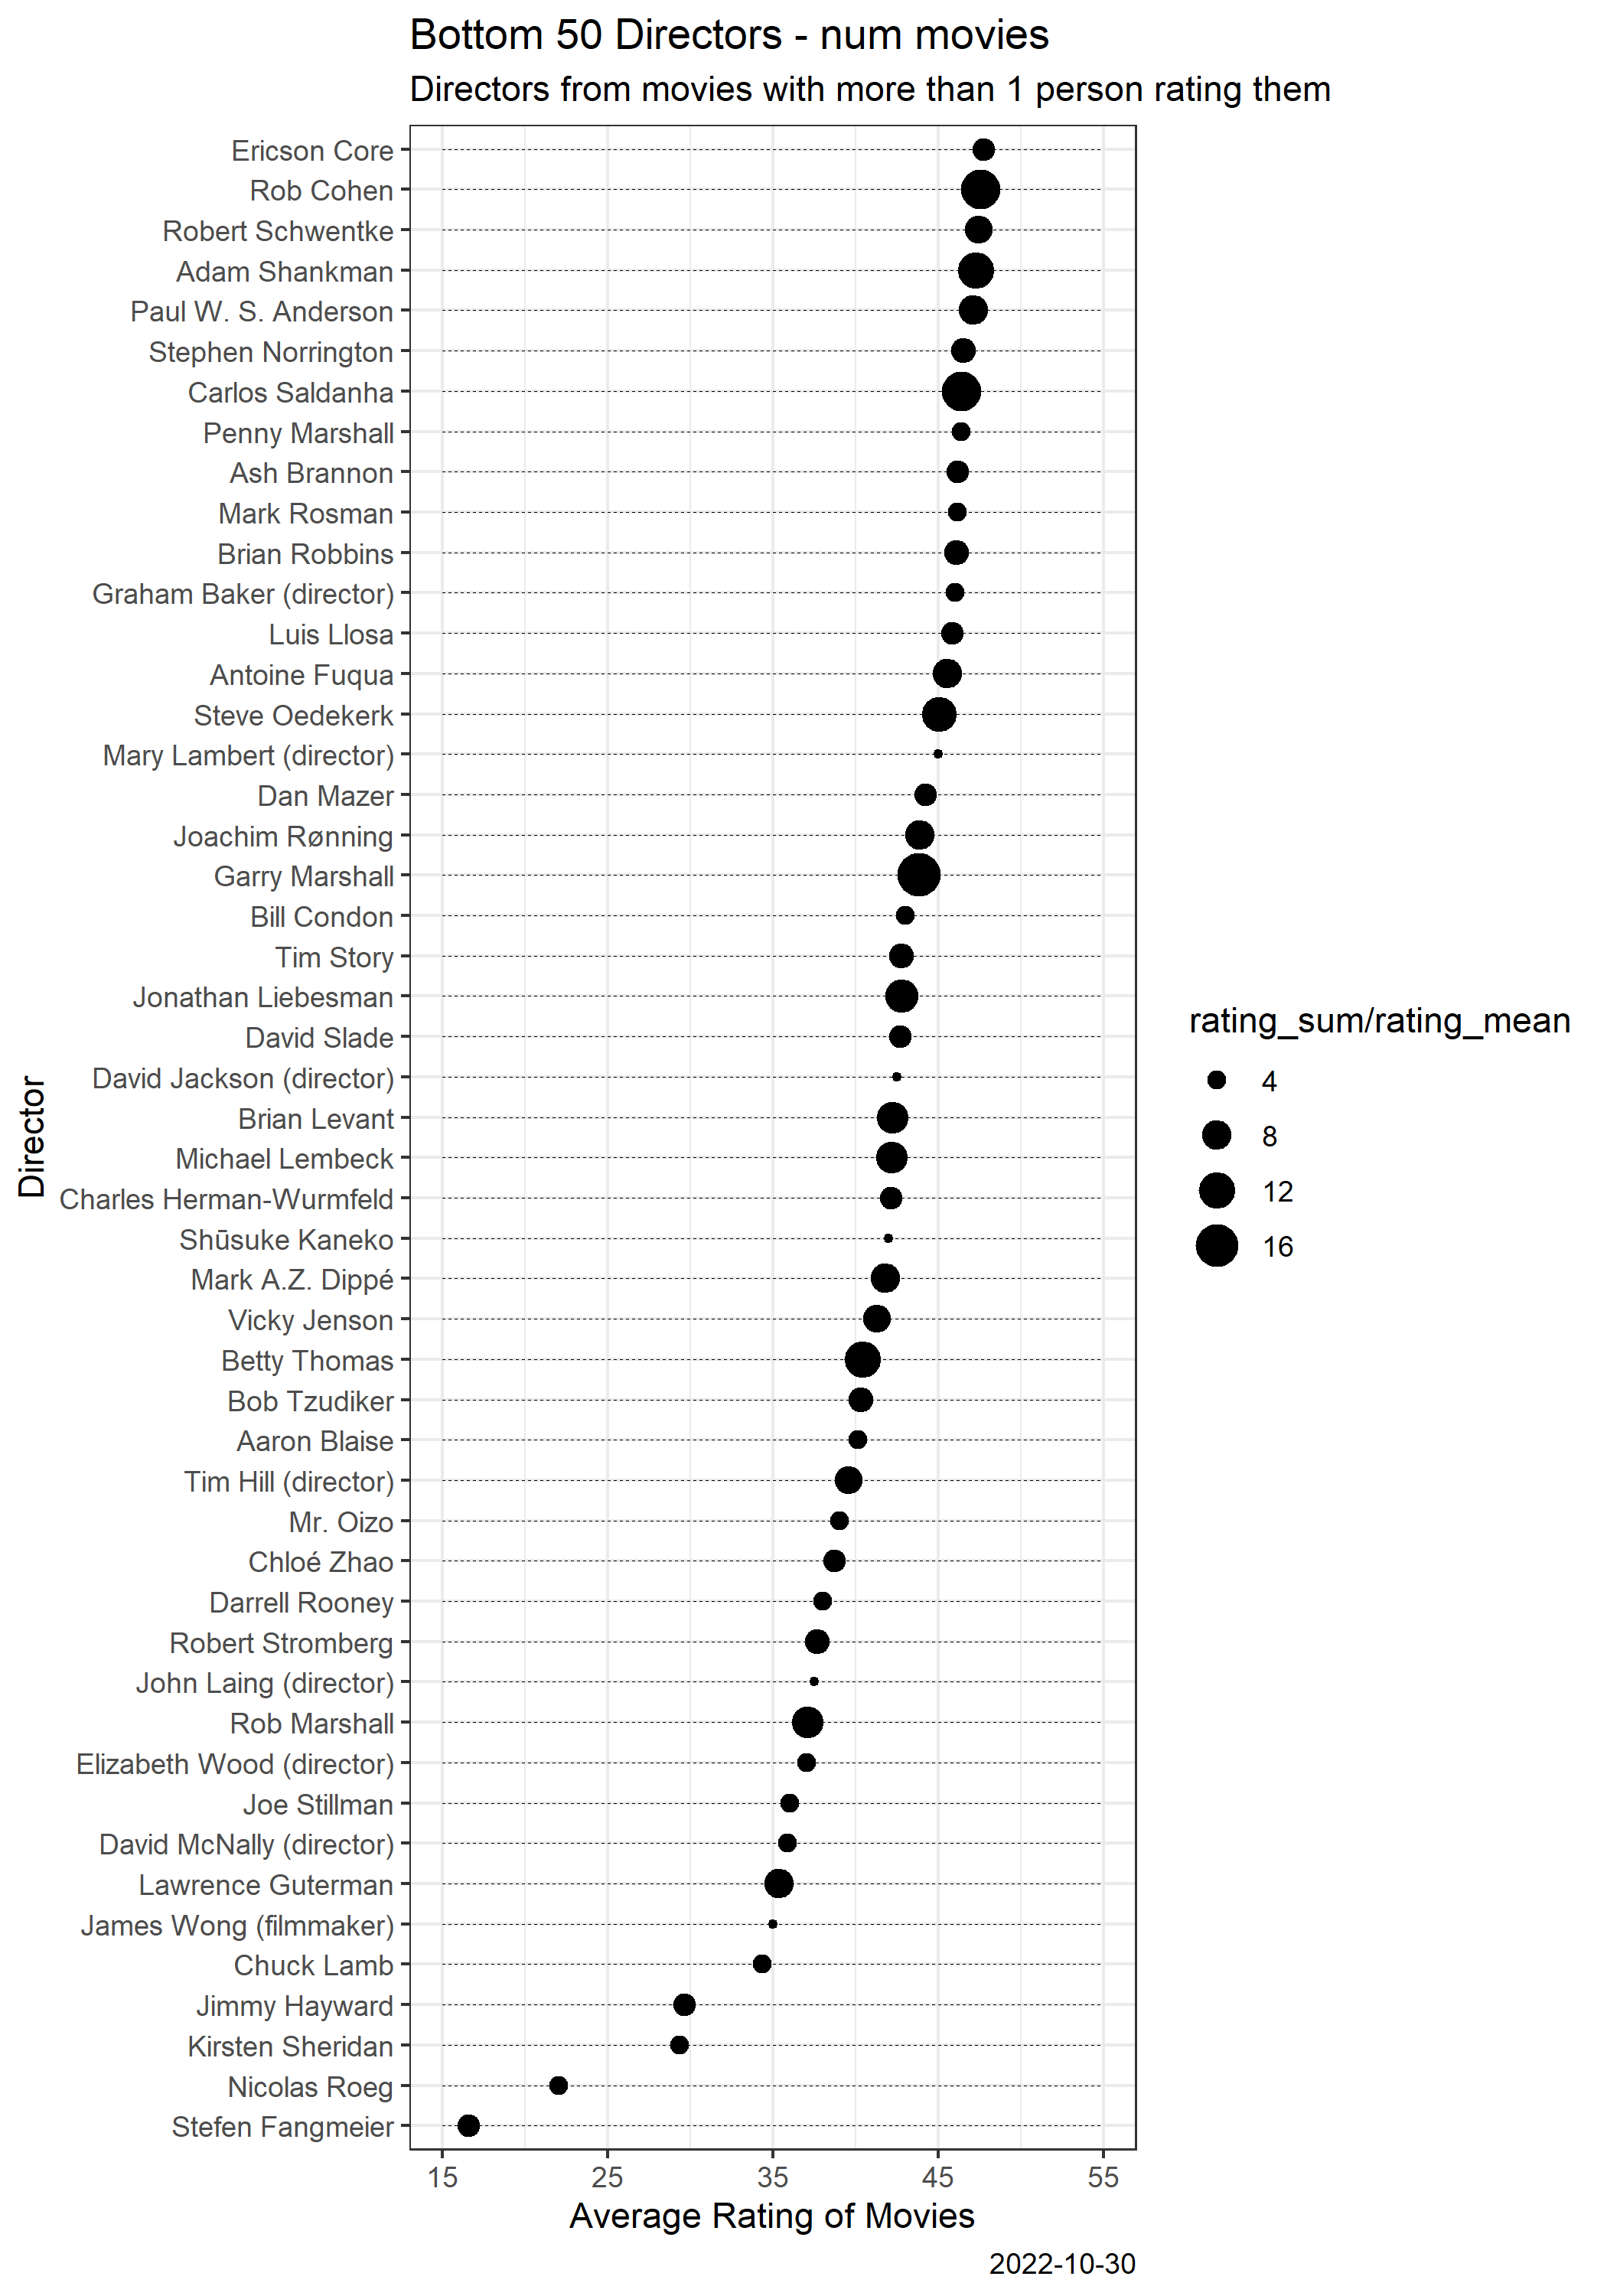 Bottom 50 Directors - num movies
Directors from movies with more than 1 person rating them
Director
Ericson Core
Rob Cohen
Robert Schwentke
Adam Shankman
Paul W. S. Anderson
Stephen Norrington
Carlos Saldanha
Penny Marshall
Ash Brannon
Mark Rosman
Brian Robbins
Graham Baker (director)
Luis Llosa
Antoine Fuqua
Steve Oedekerk
Mary Lambert (director)
Dan Mazer
Joachim Rønning
Garry Marshall
Bill Condon
Tim Story
Jonathan Liebesman
David Slade
David Jackson (director)
Brian Levant
Michael Lembeck
Charles Herman-Wurmfeld
Shūsuke Kaneko
Mark A.Z. Dippé
Vicky Jenson
Betty Thomas
Bob Tzudiker
Aaron Blaise
Tim Hill (director)
Mr. Oizo
Chloé Zhao
Darrell Rooney
Robert Stromberg
John Laing (director)
Rob Marshall
Elizabeth Wood (director)
Joe Stillman
David McNally (director)
Lawrence Guterman
James Wong (filmmaker)
Chuck Lamb
Jimmy Hayward
Kirsten Sheridan
Nicolas Roeg
Stefen Fangmeier
15 25 35 45 55
Average Rating of Movies
rating_sum/rating_mean
4
8
12
16
2022-10-30